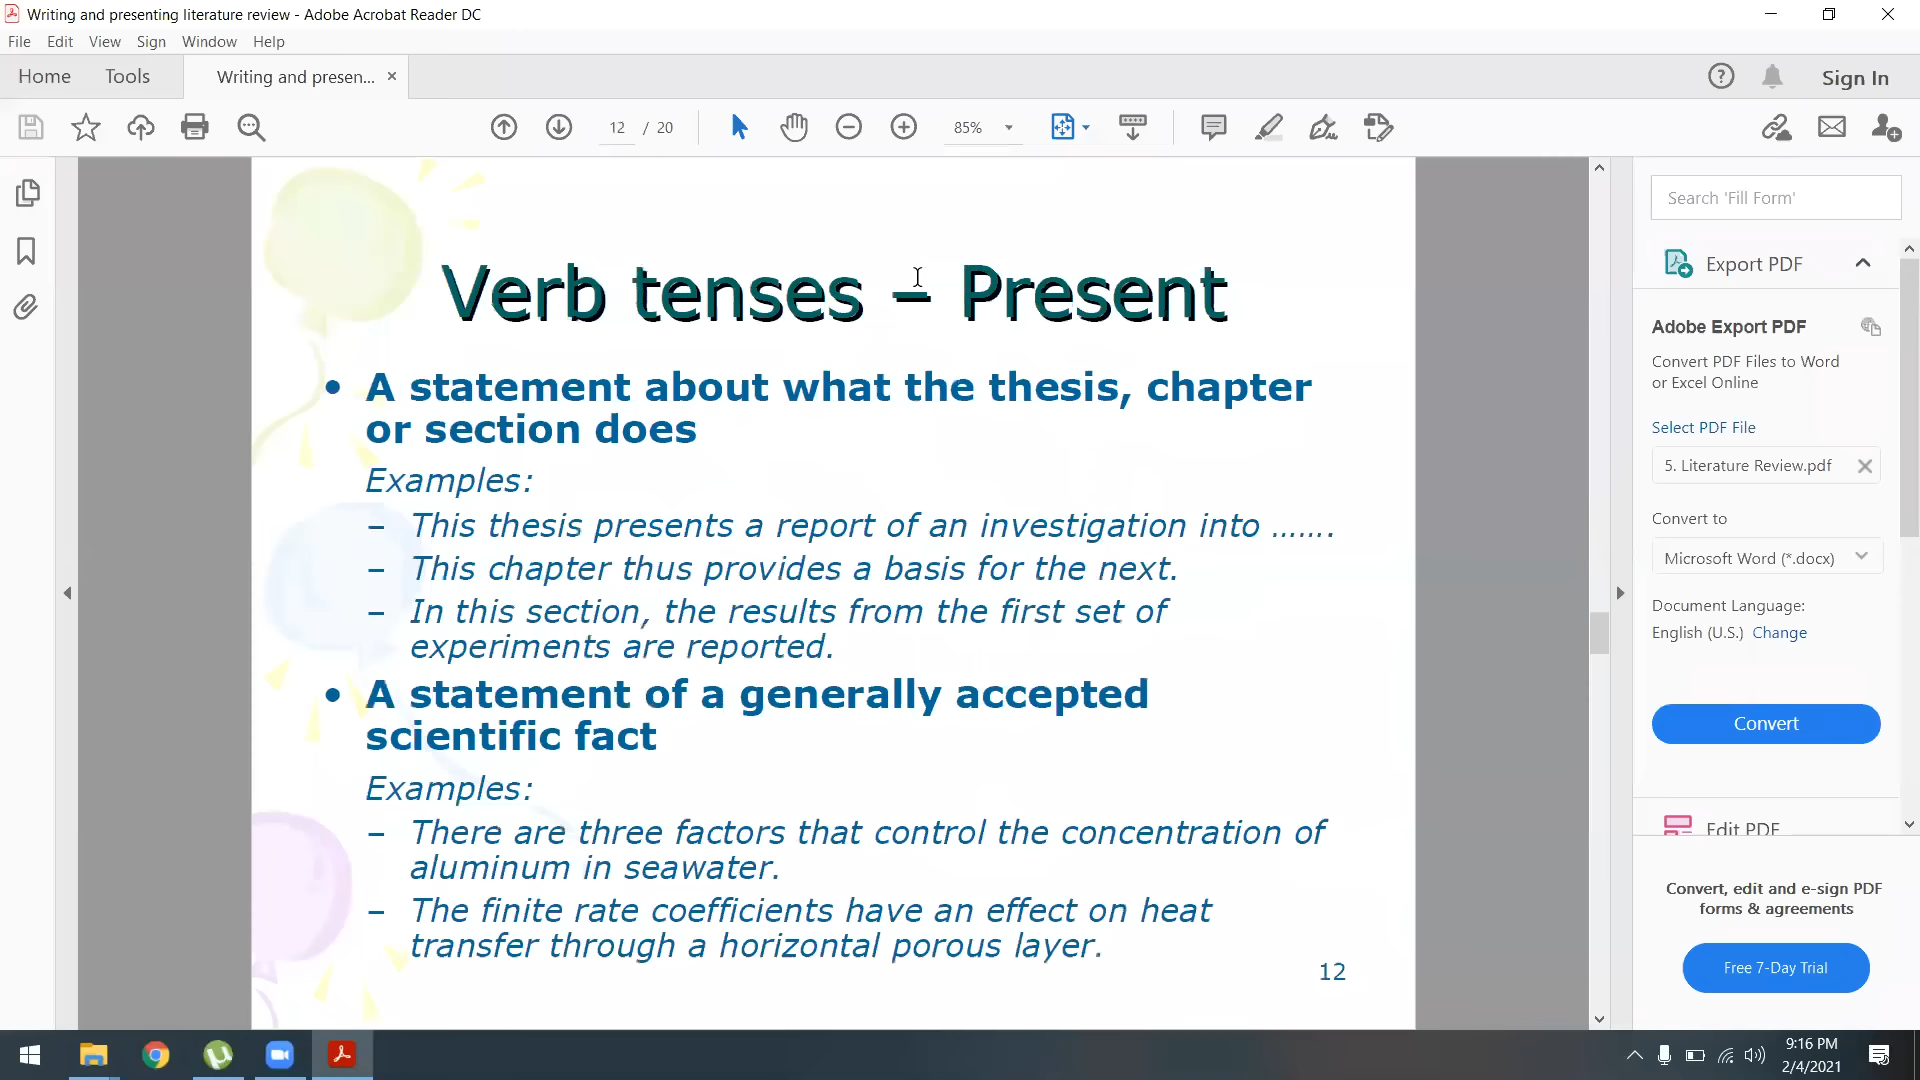 Writing and presenting literature review - Adobe Acrobat Reader DC
File Edit View Sign Window Help
Home Tools Writing and presen... × Sign In
12 / 20 85%
Search 'Fill Form'
Export PDF
Adobe Export PDF
Convert PDF Files to Word
or Excel Online
Select PDF File
5. Literature Review.pdf
Convert to
Microsoft Word (*.docx)
Document Language:
English (U.S.) Change
Convert
Edit PDF
Convert, edit and e-sign PDF
forms & agreements
Free 7-Day Trial
Verb tenses – Present
• A statement about what the thesis, chapter
or section does
Examples:
– This thesis presents a report of an investigation into …….
– This chapter thus provides a basis for the next.
– In this section, the results from the first set of
experiments are reported.
• A statement of a generally accepted
scientific fact
Examples:
– There are three factors that control the concentration of
aluminum in seawater.
– The finite rate coefficients have an effect on heat
transfer through a horizontal porous layer.
12
9:16 PM
2/4/2021